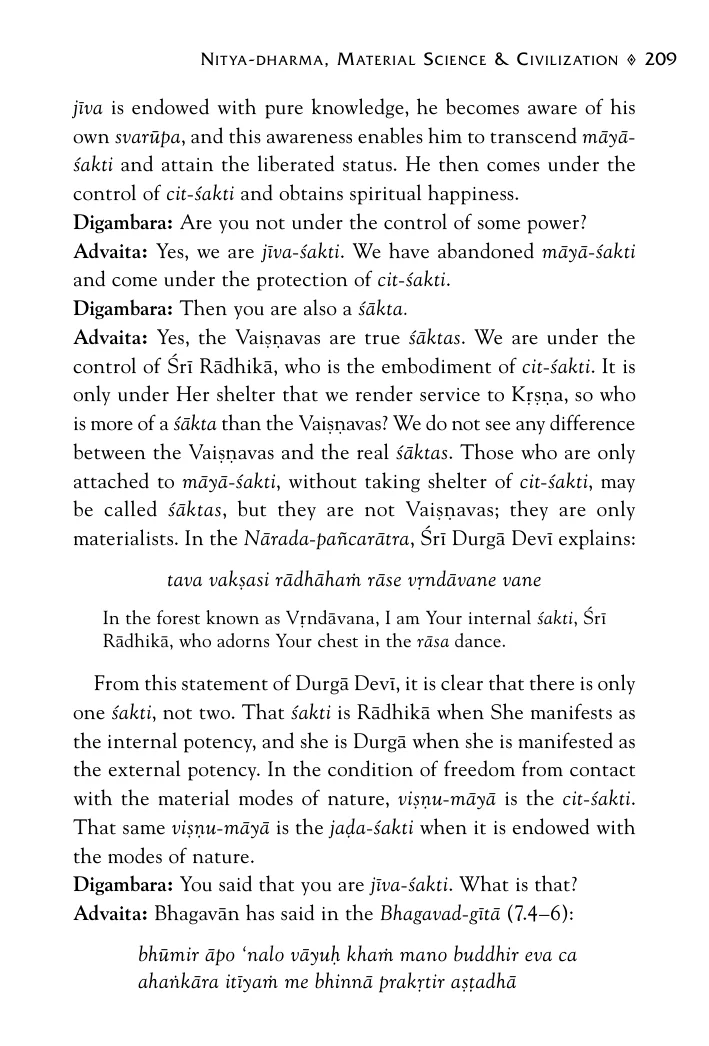 NITYA-DHARMA, MATERIAL SCIENCE & CIVILIZATION ◊ 209
jīva is endowed with pure knowledge, he becomes aware of his
own svarūpa, and this awareness enables him to transcend māyā-
śakti and attain the liberated status. He then comes under the
control of cit-śakti and obtains spiritual happiness.
Digambara: Are you not under the control of some power?
Advaita: Yes, we are jīva-śakti. We have abandoned māyā-śakti
and come under the protection of cit-śakti.
Digambara: Then you are also a śākta.
Advaita: Yes, the Vaiṣṇavas are true śāktas. We are under the
control of Śrī Rādhikā, who is the embodiment of cit-śakti. It is
only under Her shelter that we render service to Kṛṣṇa, so who
is more of a śākta than the Vaiṣṇavas? We do not see any difference
between the Vaiṣṇavas and the real śāktas. Those who are only
attached to māyā-śakti, without taking shelter of cit-śakti, may
be called śāktas, but they are not Vaiṣṇavas; they are only
materialists. In the Nārada-pañcarātra, Śrī Durgā Devī explains:
tava vakṣasi rādhāhaṁ rāse vṛndāvane vane
In the forest known as Vṛndāvana, I am Your internal śakti, Śrī
Rādhikā, who adorns Your chest in the rāsa dance.
From this statement of Durgā Devī, it is clear that there is only
one śakti, not two. That śakti is Rādhikā when She manifests as
the internal potency, and she is Durgā when she is manifested as
the external potency. In the condition of freedom from contact
with the material modes of nature, viṣṇu-māyā is the cit-śakti.
That same viṣṇu-māyā is the jaḍa-śakti when it is endowed with
the modes of nature.
Digambara: You said that you are jīva-śakti. What is that?
Advaita: Bhagavān has said in the Bhagavad-gītā (7.4–6):
bhūmir āpo ‘nalo vāyuḥ khaṁ mano buddhir eva ca
ahaṅkāra itīyaṁ me bhinnā prakṛtir aṣṭadhā